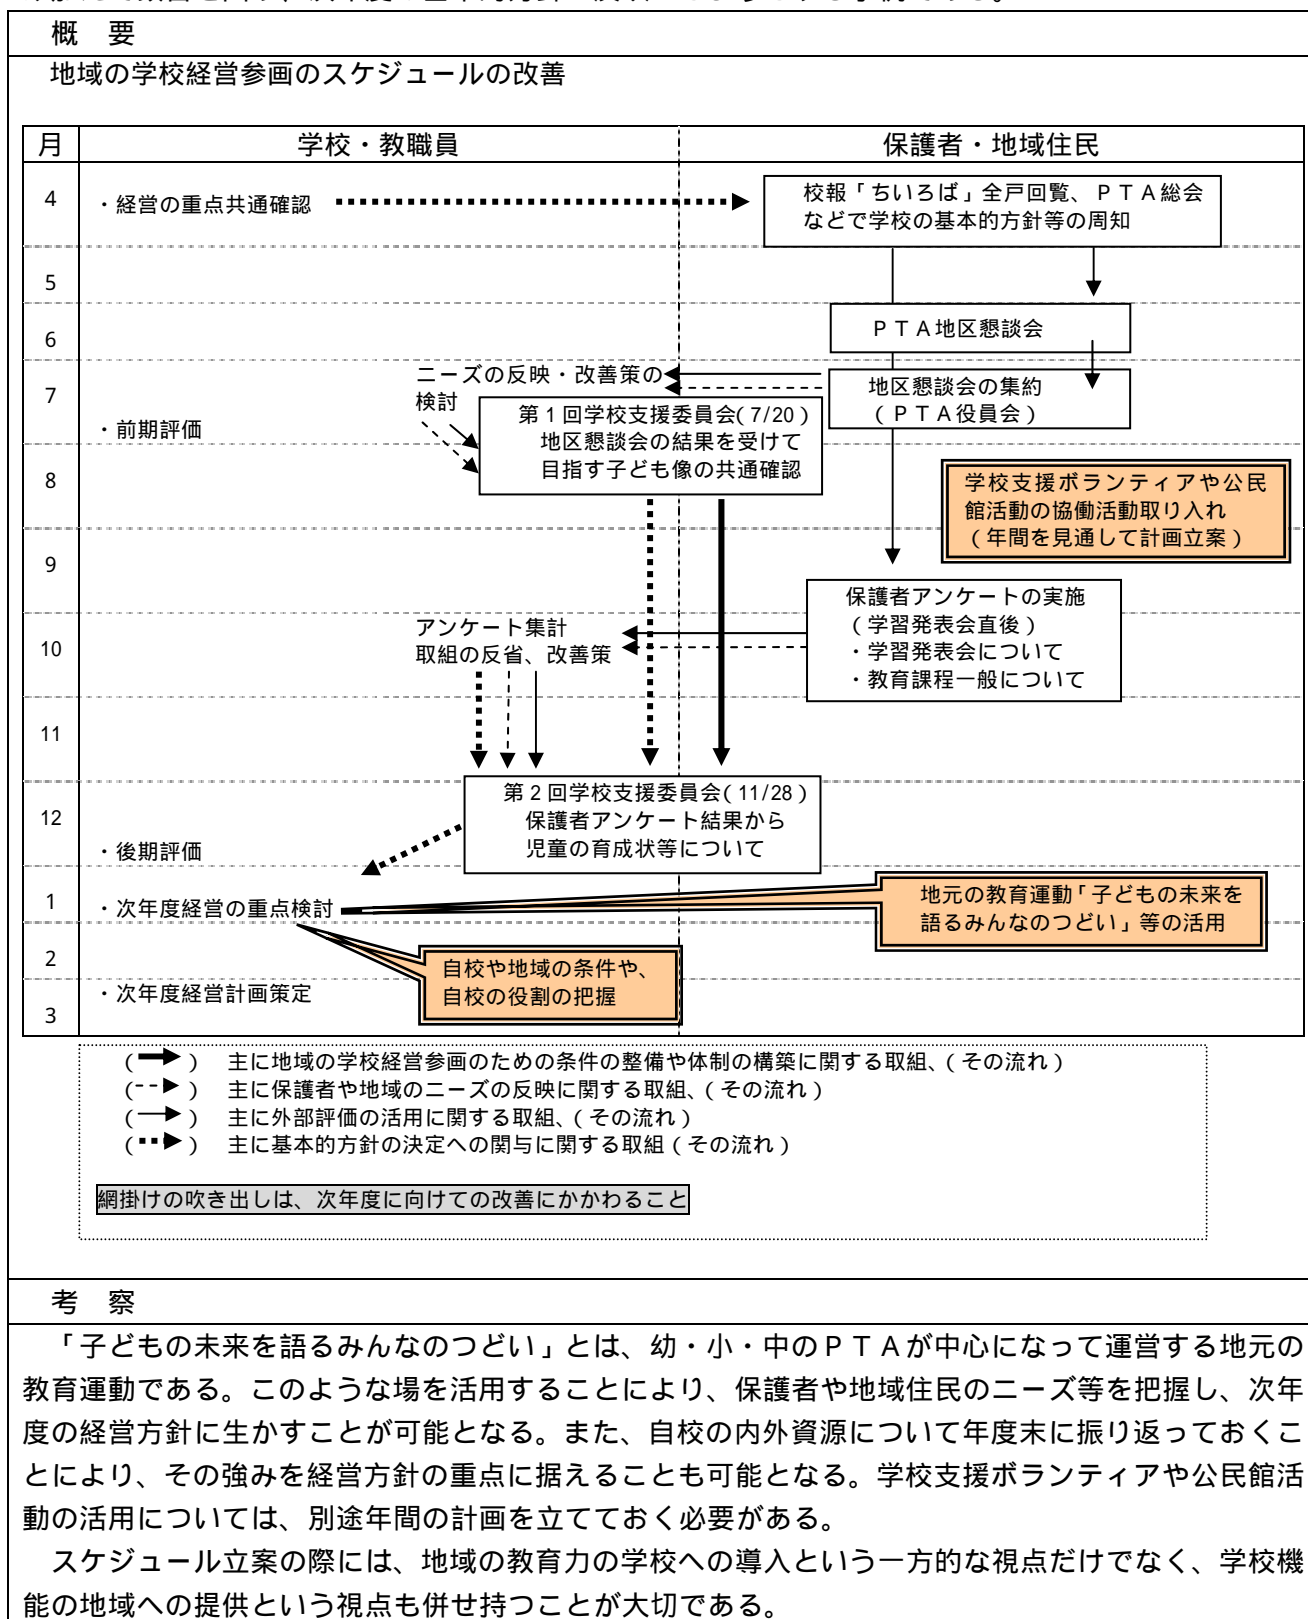 概　要
地域の学校経営参画のスケジュールの改善
月
学校・教職員
保護者・地域住民
4
・経営の重点共通確認
校報「ちいろば」全戸回覧、ＰＴＡ総会
などで学校の基本的方針等の周知
5
6
ＰＴＡ地区懇談会
7
ニーズの反映・改善策の
検討
地区懇談会の集約
（ＰＴＡ役員会）
・前期評価
第１回学校支援委員会（7/20）
地区懇談会の結果を受けて
目指す子ども像の共通確認
8
学校支援ボランティアや公民
館活動の協働活動取り入れ
（年間を見通して計画立案）
9
保護者アンケートの実施
（学習発表会直後）
・学習発表会について
・教育課程一般について
10
アンケート集計
取組の反省、改善策
11
12
第２回学校支援委員会（11/28）
保護者アンケート結果から
児童の育成状等について
・後期評価
1
・次年度経営の重点検討
地元の教育運動「子どもの未来を
語るみんなのつどい」等の活用
2
自校や地域の条件や、
自校の役割の把握
3
・次年度経営計画策定
（　）　主に地域の学校経営参画のための条件の整備や体制の構築に関する取組、（その流れ）
（　）　主に保護者や地域のニーズの反映に関する取組、（その流れ）
（　）　主に外部評価の活用に関する取組、（その流れ）
（　）　主に基本的方針の決定への関与に関する取組（その流れ）
網掛けの吹き出しは、次年度に向けての改善にかかわること
考　察
「子どもの未来を語るみんなのつどい」とは、幼・小・中のＰＴＡが中心になって運営する地元の
教育運動である。このような場を活用することにより、保護者や地域住民のニーズ等を把握し、次年
度の経営方針に生かすことが可能となる。また、自校の内外資源について年度末に振り返っておくこ
とにより、その強みを経営方針の重点に据えることも可能となる。学校支援ボランティアや公民館活
動の活用については、別途年間の計画を立てておく必要がある。
スケジュール立案の際には、地域の教育力の学校への導入という一方的な視点だけでなく、学校機
能の地域への提供という視点も併せ持つことが大切である。